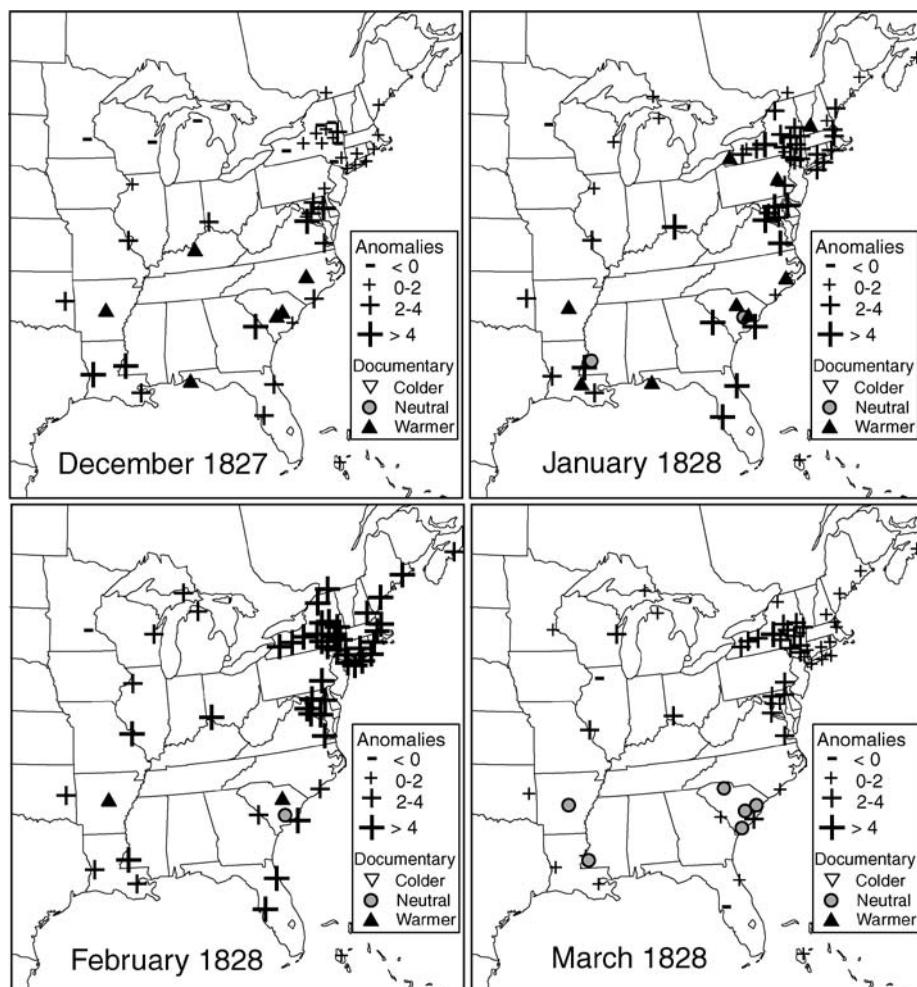 Anomalies
- < 0
+ 0-2
+ 2-4
+ > 4
Documentary
▽ Colder
● Neutral
▲ Warmer
December 1827
Anomalies
- < 0
+ 0-2
+ 2-4
+ > 4
Documentary
▽ Colder
● Neutral
▲ Warmer
January 1828
Anomalies
- < 0
+ 0-2
+ 2-4
+ > 4
Documentary
▽ Colder
● Neutral
▲ Warmer
February 1828
Anomalies
- < 0
+ 0-2
+ 2-4
+ > 4
Documentary
▽ Colder
● Neutral
▲ Warmer
March 1828